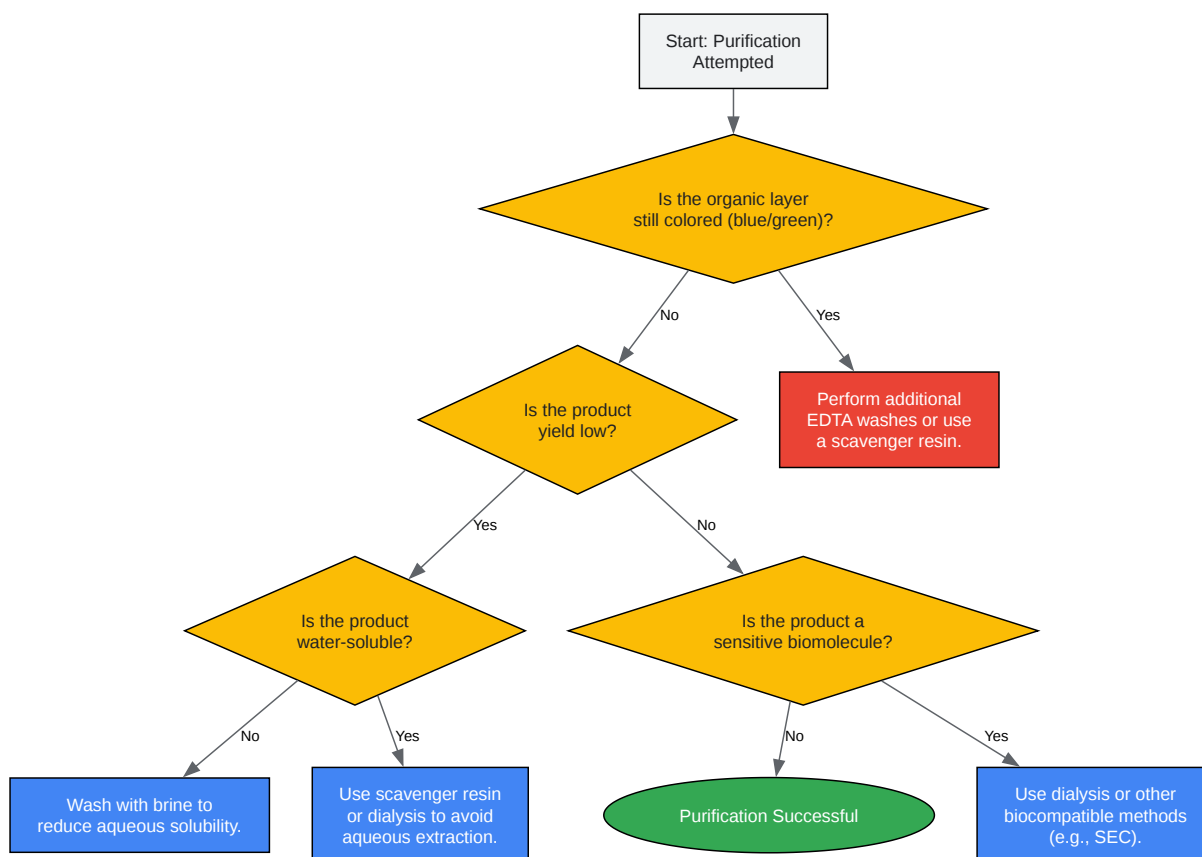 Start: Purification
Attempted
Is the organic layer
still colored (blue/green)?
No
Yes
Is the product
yield low?
Perform additional
EDTA washes or use
a scavenger resin.
Yes
No
Is the product
water-soluble?
Is the product a
sensitive biomolecule?
No
Yes
No
Yes
Wash with brine to
reduce aqueous solubility.
Use scavenger resin
or dialysis to avoid
aqueous extraction.
Purification Successful
Use dialysis or other
biocompatible methods
(e.g., SEC).